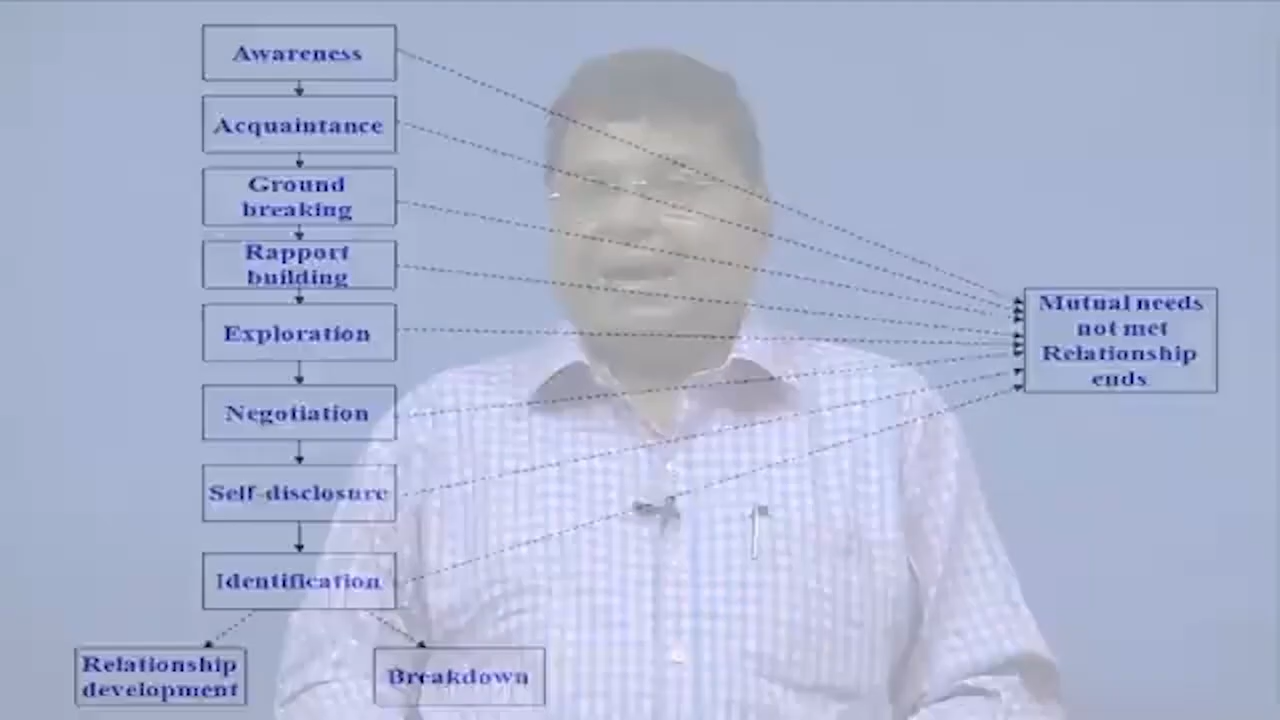 Awareness
Acquaintance
Ground
breaking
Rapport
building
Exploration
Negotiation
Self-disclosure
Identification
Relationship
development
Breakdown
Mutual needs
not met
Relationship
ends